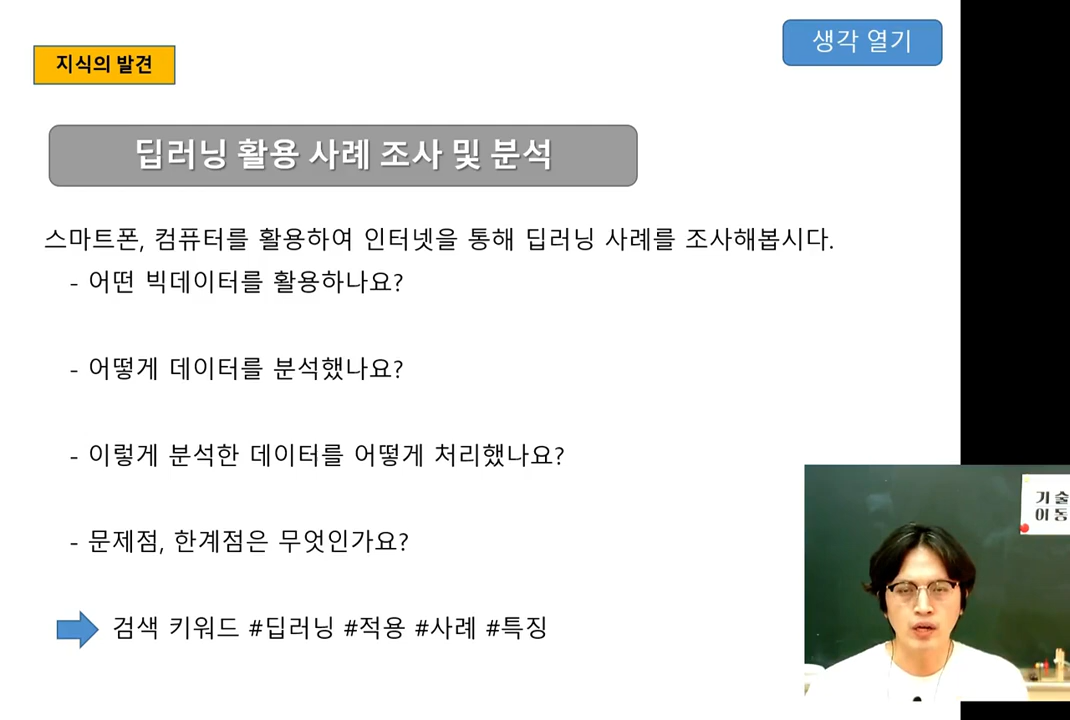 생각 열기
지식의 발견
딥러닝 활용 사례 조사 및 분석
스마트폰, 컴퓨터를 활용하여 인터넷을 통해 딥러닝 사례를 조사해봅시다.
- 어떤 빅데이터를 활용하나요?
- 어떻게 데이터를 분석했나요?
- 이렇게 분석한 데이터를 어떻게 처리했나요?
- 문제점, 한계점은 무엇인가요?
검색 키워드 #딥러닝 #적용 #사례 #특징
기술
이동